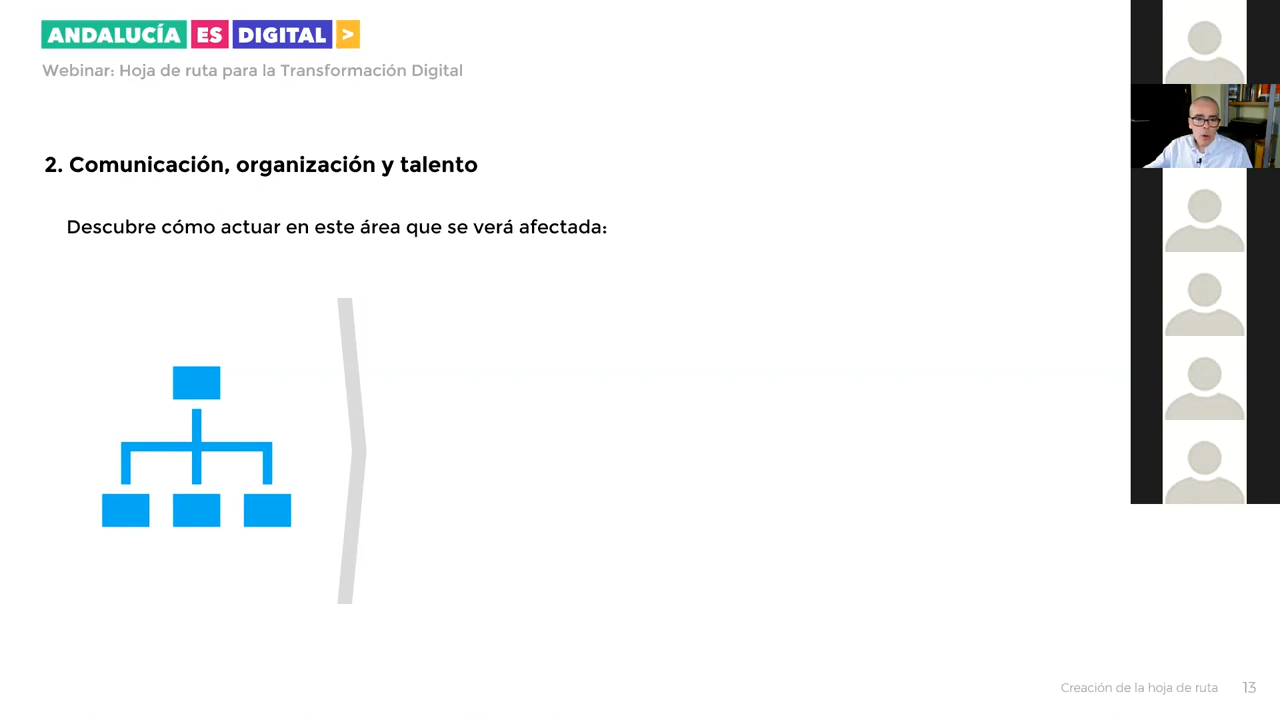 ANDALUCÍA ES DIGITAL >
Webinar: Hoja de ruta para la Transformación Digital
2. Comunicación, organización y talento
Descubre cómo actuar en este área que se verá afectada:
Creación de la hoja de ruta 13